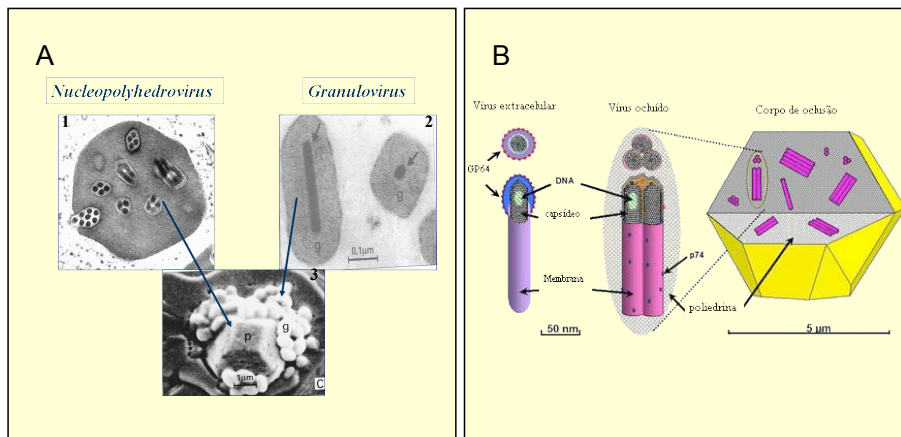 A
Nucleopolyhedrovirus
Granulovirus
1
2
g
g
0,1µm
3
p
g
1µm
C
B
Vírus extracelular
Vírus ocluído
Corpo de oclusão
GP64
DNA
capsídeo
p74
Membrana
poliedrina
50 nm
5 µm